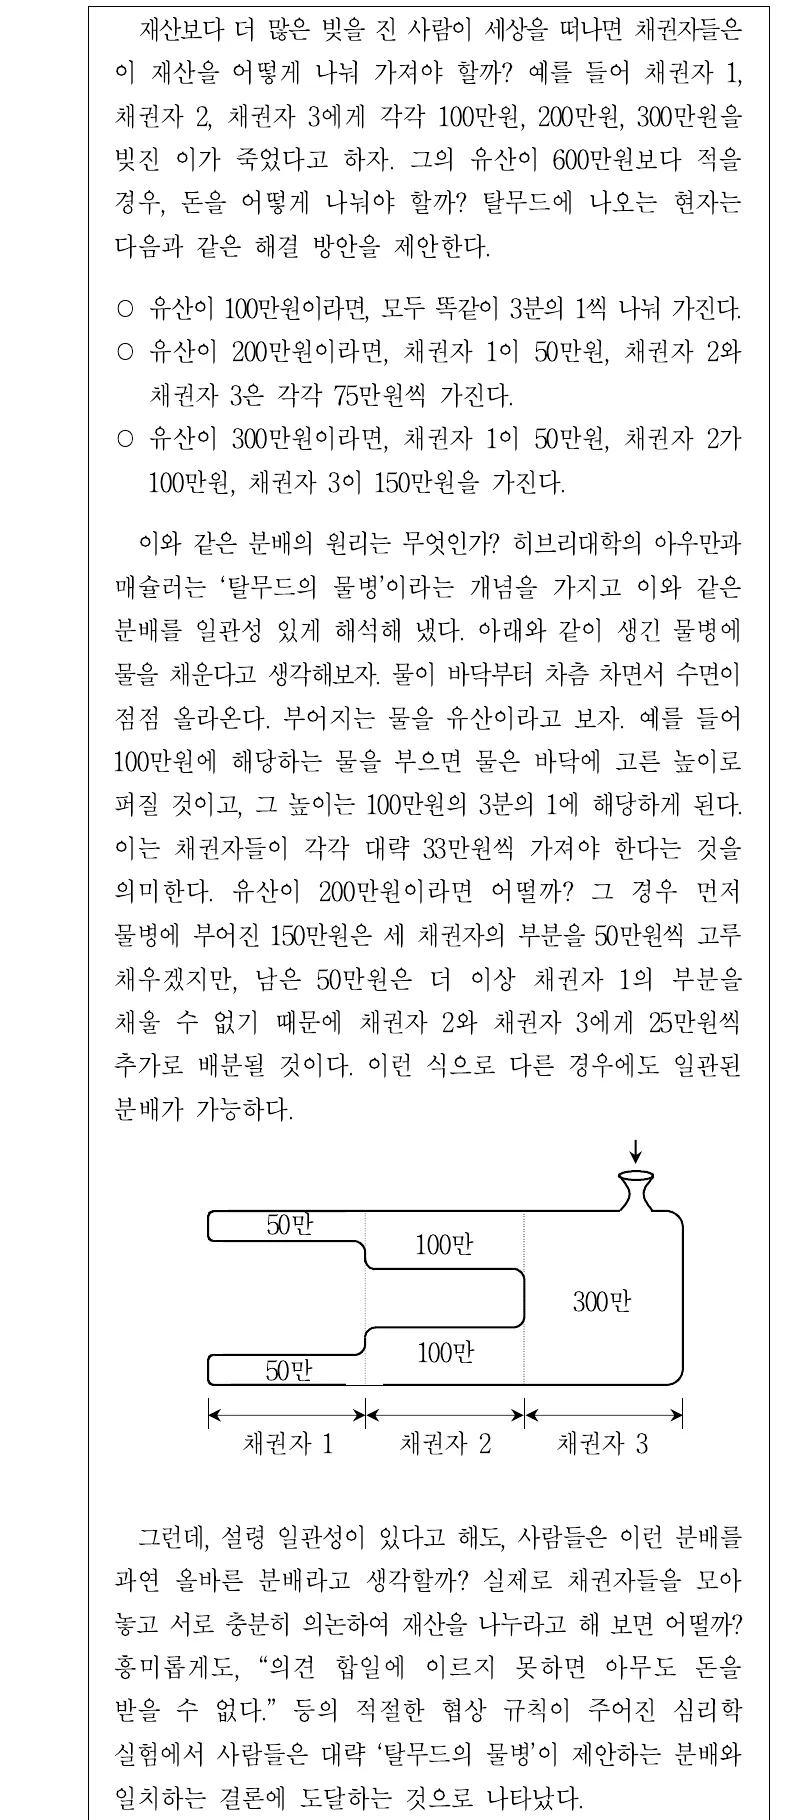 재산보다 더 많은 빚을 진 사람이 세상을 떠나면 채권자들은
이 재산을 어떻게 나눠 가져야 할까? 예를 들어 채권자 1,
채권자 2, 채권자 3에게 각각 100만원, 200만원, 300만원을
빚진 이가 죽었다고 하자. 그의 유산이 600만원보다 적을
경우, 돈을 어떻게 나눠야 할까? 탈무드에 나오는 현자는
다음과 같은 해결 방안을 제안한다.
○ 유산이 100만원이라면, 모두 똑같이 3분의 1씩 나눠 가진다.
○ 유산이 200만원이라면, 채권자 1이 50만원, 채권자 2와
채권자 3은 각각 75만원씩 가진다.
○ 유산이 300만원이라면, 채권자 1이 50만원, 채권자 2가
100만원, 채권자 3이 150만원을 가진다.
이와 같은 분배의 원리는 무엇인가? 히브리대학의 아우만과
매슐러는 ‘탈무드의 물병’이라는 개념을 가지고 이와 같은
분배를 일관성 있게 해석해 냈다. 아래와 같이 생긴 물병에
물을 채운다고 생각해보자. 물이 바닥부터 차츰 차면서 수면이
점점 올라온다. 부어지는 물을 유산이라고 보자. 예를 들어
100만원에 해당하는 물을 부으면 물은 바닥에 고른 높이로
퍼질 것이고, 그 높이는 100만원의 3분의 1에 해당하게 된다.
이는 채권자들이 각각 대략 33만원씩 가져야 한다는 것을
의미한다. 유산이 200만원이라면 어떨까? 그 경우 먼저
물병에 부어진 150만원은 세 채권자의 부분을 50만원씩 고루
채우겠지만, 남은 50만원은 더 이상 채권자 1의 부분을
채울 수 없기 때문에 채권자 2와 채권자 3에게 25만원씩
추가로 배분될 것이다. 이런 식으로 다른 경우에도 일관된
분배가 가능하다.
50만
100만
300만
100만
50만
채권자 1 채권자 2 채권자 3
그런데, 설령 일관성이 있다고 해도, 사람들은 이런 분배를
과연 올바른 분배라고 생각할까? 실제로 채권자들을 모아
놓고 서로 충분히 의논하여 재산을 나누라고 해 보면 어떨까?
흥미롭게도, “의견 합일에 이르지 못하면 아무도 돈을
받을 수 없다.” 등의 적절한 협상 규칙이 주어진 심리학
실험에서 사람들은 대략 ‘탈무드의 물병’이 제안하는 분배와
일치하는 결론에 도달하는 것으로 나타났다.